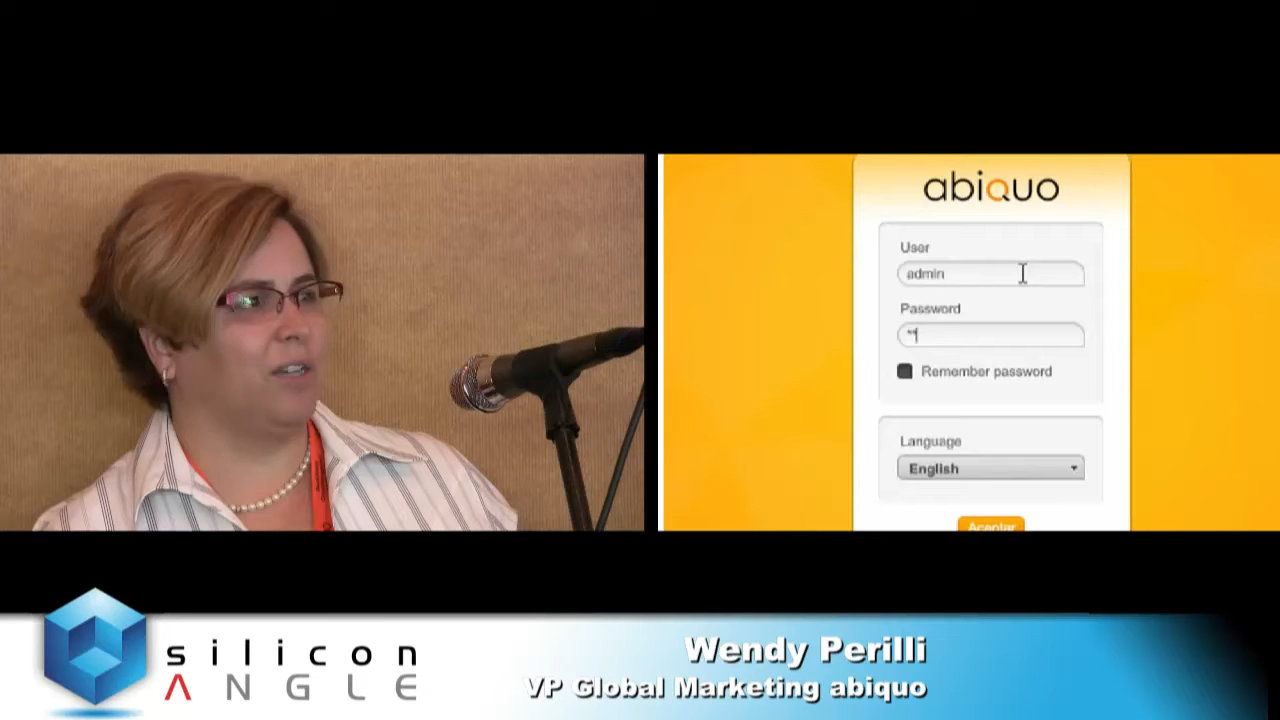 abiquo
User
admin
Password
**
Remember password
Language
English
Aceptar
silicon
ANGLE
Wendy Perilli
VP Global Marketing abiquo